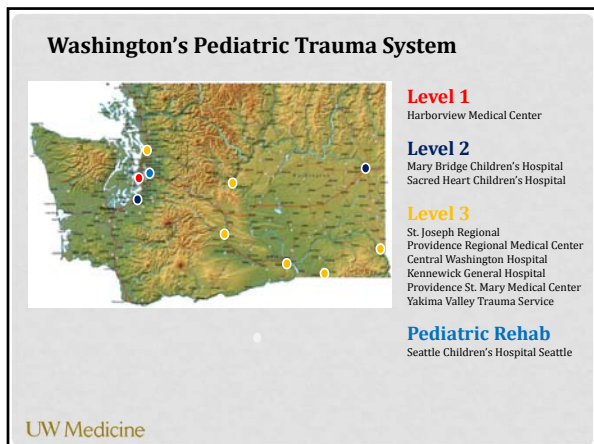 Washington's Pediatric Trauma System
Level 1
Harborview Medical Center
Level 2
Mary Bridge Children's Hospital
Sacred Heart Children's Hospital
Level 3
St. Joseph Regional
Providence Regional Medical Center
Central Washington Hospital
Kennewick General Hospital
Providence St. Mary Medical Center
Yakima Valley Trauma Service
Pediatric Rehab
Seattle Children's Hospital Seattle
UW Medicine